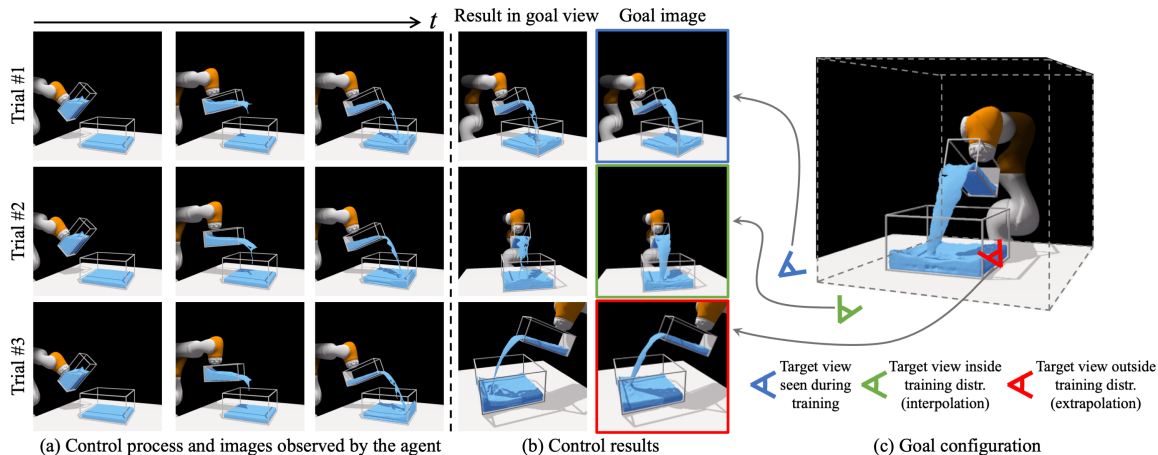 t
Result in goal view
Goal image
Trial #1
Trial #2
Trial #3
Target view
seen during
training
Target view inside
training distr.
(interpolation)
Target view outside
training distr.
(extrapolation)
(a) Control process and images observed by the agent
(b) Control results
(c) Goal configuration